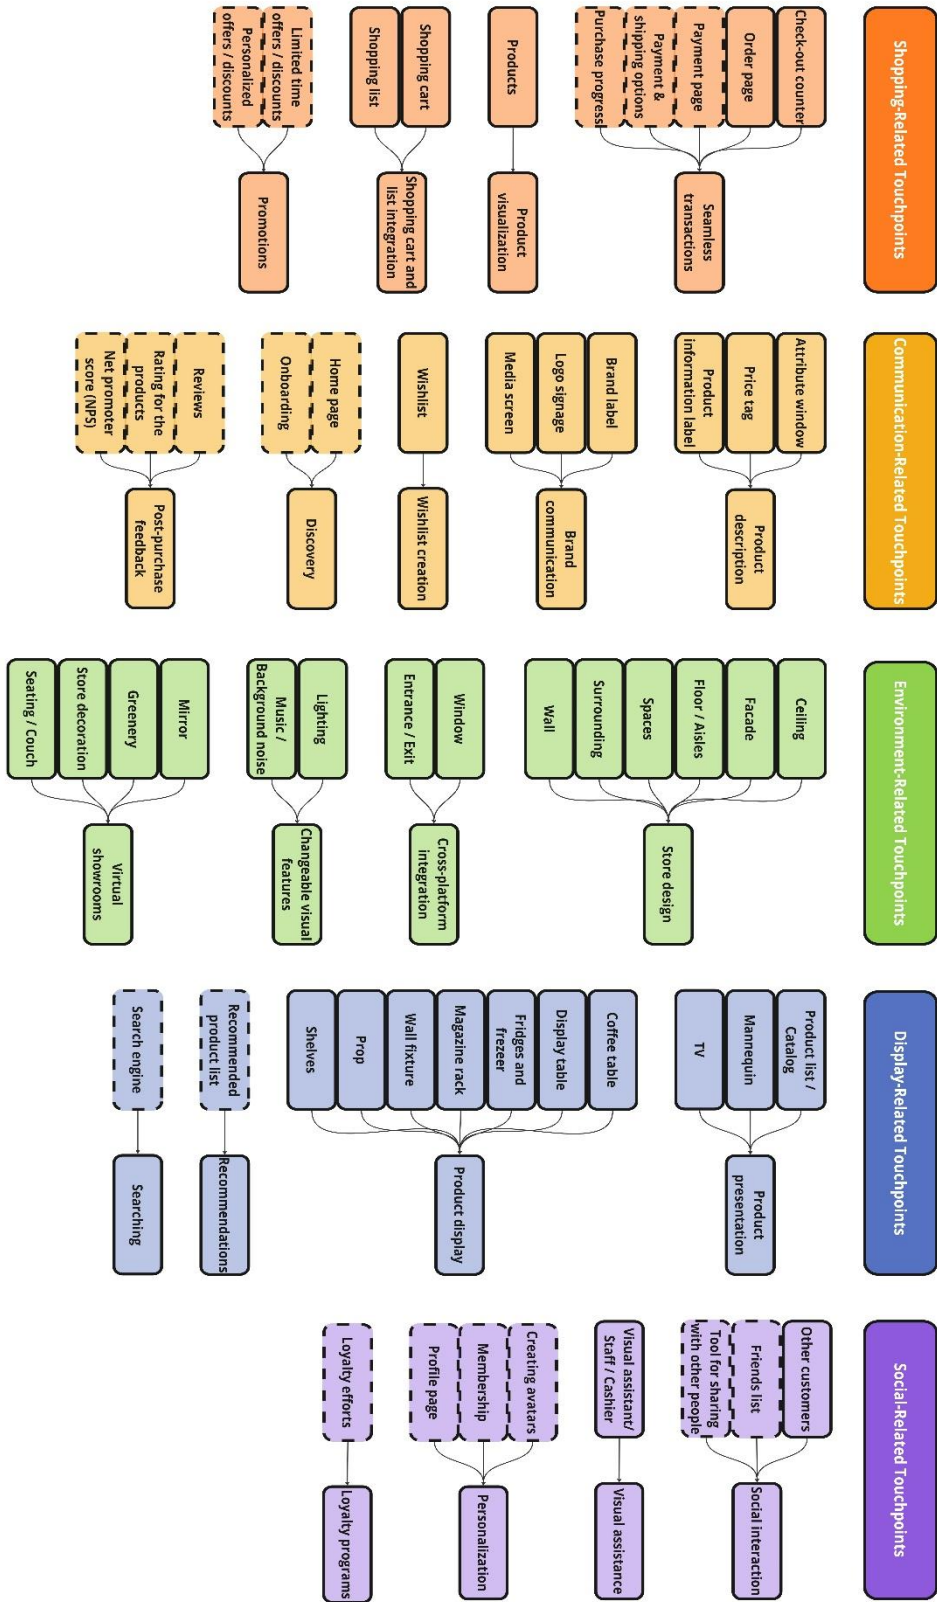 Shopping-Related Touchpoints
Check-out counter
Order page
Payment page
Payment &
shipping options
Purchase progress
Seamless
transactions
Products
Product
visualization
Shopping cart
Shopping list
Shopping cart and
list integration
Limited time
offers / discounts
Personalized
offers / discounts
Promotions
Communication-Related Touchpoints
Attribute window
Price tag
Product
information label
Product
description
Brand label
Logo signage
Media screen
Brand
communication
Wishlist
Wishlist creation
Home page
Onboarding
Discovery
Reviews
Rating for the
products
Net promoter
score (NPS)
Post-purchase
feedback
Environment-Related Touchpoints
Ceiling
Facade
Floor / Aisles
Spaces
Surrounding
Wall
Store design
Window
Entrance / Exit
Cross-platform
integration
Lighting
Music /
Background noise
Changeable visual
features
Mirror
Greenery
Store decoration
Seating / Couch
Virtual
showrooms
Display-Related Touchpoints
Product list /
Catalog
Mannequin
TV
Product
presentation
Coffee table
Display table
Fridges and
frezeer
Magazine rack
Wall fixture
Prop
Shelves
Product display
Recommended
product list
Recommendations
Search engine
Searching
Social-Related Touchpoints
Other customers
Friends list
Tool for sharing
with other people
Social interaction
Visual assistant/
Staff / Cashier
Visual assistance
Creating avatars
Membership
Profile page
Personalization
Loyalty efforts
Loyalty programs